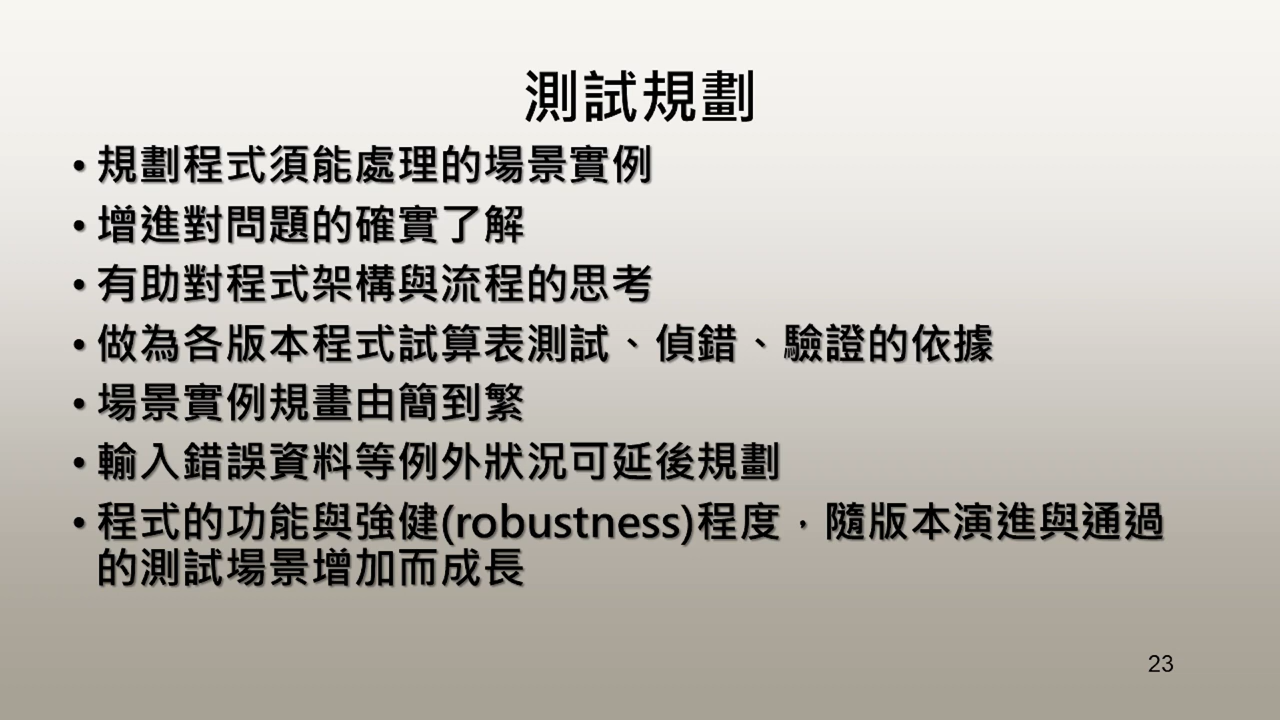 測試規劃
• 規劃程式須能處理的場景實例
• 增進對問題的確實了解
• 有助對程式架構與流程的思考
• 做為各版本程式試算表測試、偵錯、驗證的依據
• 場景實例規畫由簡到繁
• 輸入錯誤資料等例外狀況可延後規劃
• 程式的功能與強健(robustness)程度，隨版本演進與通過
的測試場景增加而成長
23